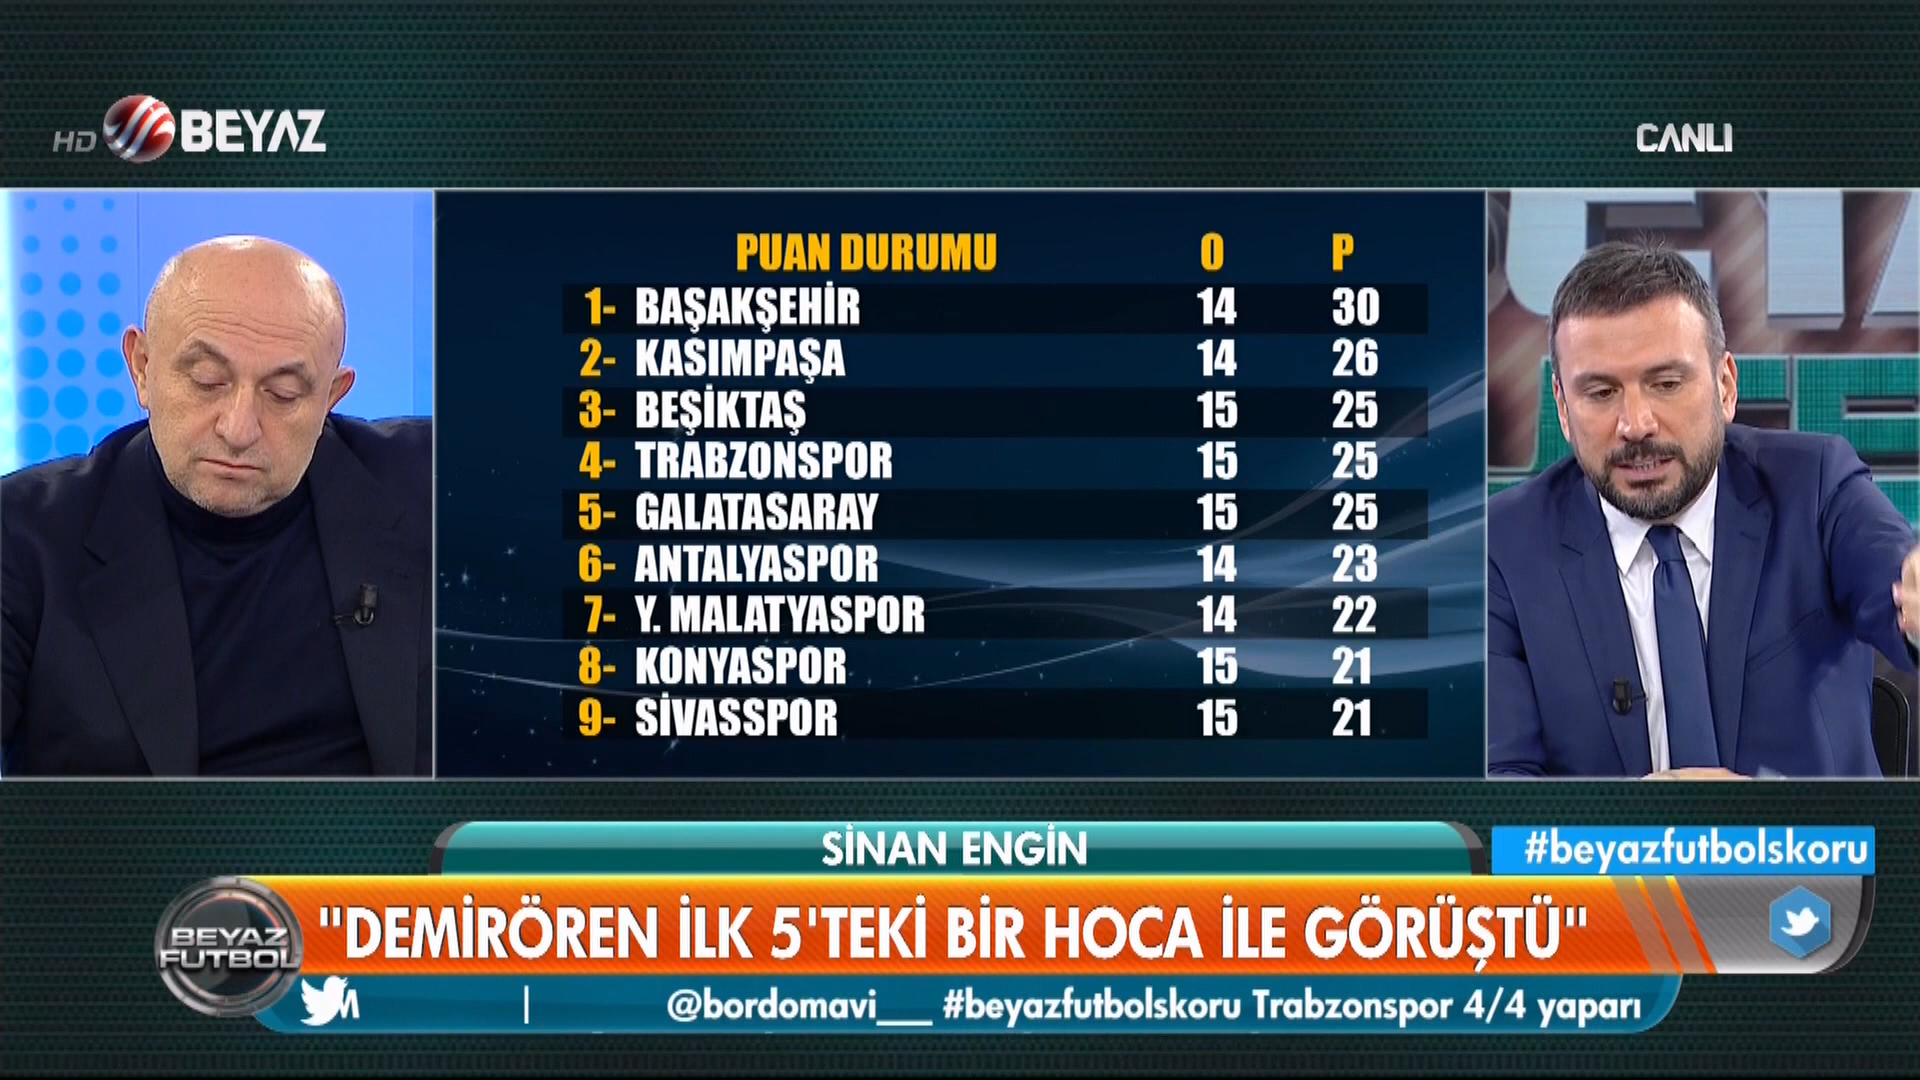 HD BEYAZ
CANLI
PUAN DURUMU O P
1- BAŞAKŞEHİR 14 30
2- KASIMPAŞA 14 26
3- BEŞİKTAŞ 15 25
4- TRABZONSPOR 15 25
5- GALATASARAY 15 25
6- ANTALYASPOR 14 23
7- Y. MALATYASPOR 14 22
8- KONYASPOR 15 21
9- SİVASSPOR 15 21
SİNAN ENGİN
#beyazfutbolskoru
"DEMİRÖREN İLK 5'TEKİ BİR HOCA İLE GÖRÜŞTÜ"
BEYAZ
FUTBOL
| @bordomavi___ #beyazfutbolskoru Trabzonspor 4/4 yaparı